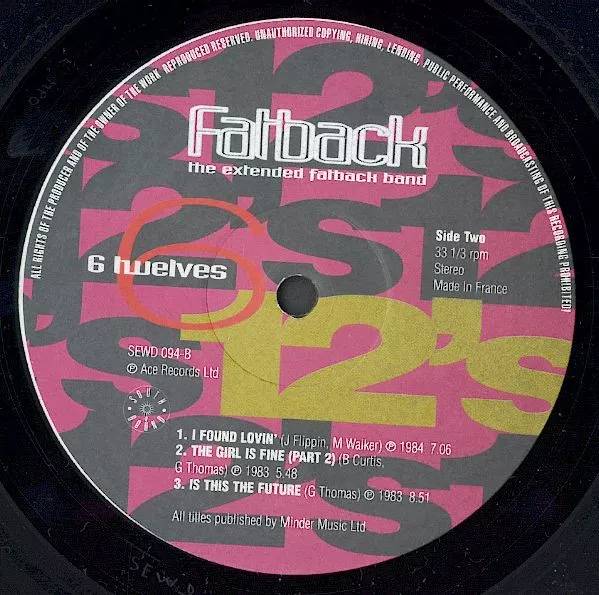 ALL RIGHTS OF THE PRODUCER AND OF THE OWNER OF THE WORK REPRODUCED RESERVED. UNAUTHORIZED COPYING, HIRING, LENDING, PUBLIC PERFORMANCE AND BROADCASTING OF THIS RECORDING PROHIBITED/
Fatback
the extended fatback band
6 twelves
6
12's
Side Two
33 1/3 rpm
Stereo
Made In France
SEWD 094-B
℗ Ace Records Ltd
SOUTH BOUND
1. I FOUND LOVIN' (J Flippin, M Walker) ℗ 1984 7.06
2. THE GIRL IS FINE (PART 2) (B Curtis,
G Thomas) ℗ 1983 5.48
3. IS THIS THE FUTURE (G Thomas) ℗ 1983 8.51
All titles published by Minder Music Ltd